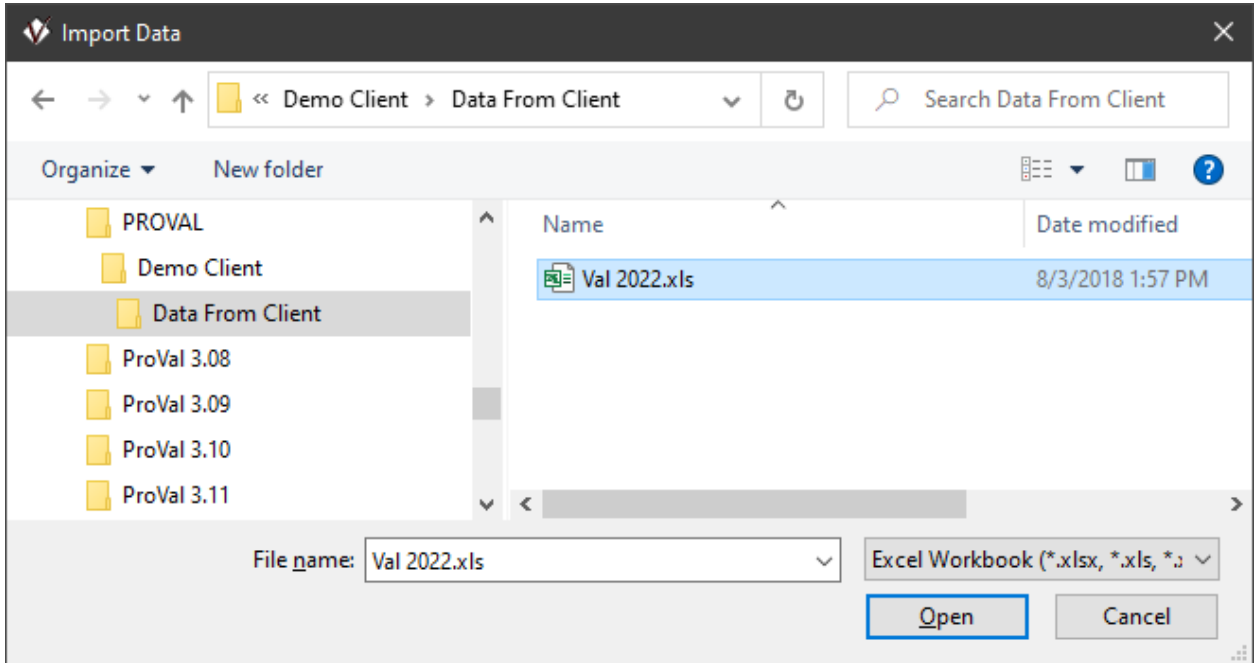 Import Data
« Demo Client > Data From Client
Search Data From Client
Organize
New folder
PROVAL
Demo Client
Data From Client
ProVal 3.08
ProVal 3.09
ProVal 3.10
ProVal 3.11
Name
Date modified
Val 2022.xls
8/3/2018 1:57 PM
File name:
Val 2022.xls
Excel Workbook (*.xlsx, *.xls, *.x
Open
Cancel